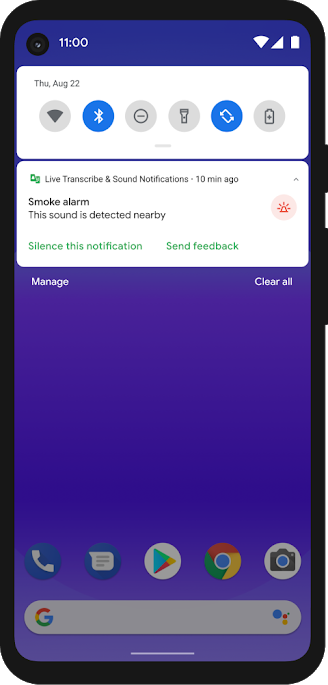 11:00
Thu, Aug 22
Live Transcribe & Sound Notifications · 10 min ago
Smoke alarm
This sound is detected nearby
Silence this notification Send feedback
Manage Clear all